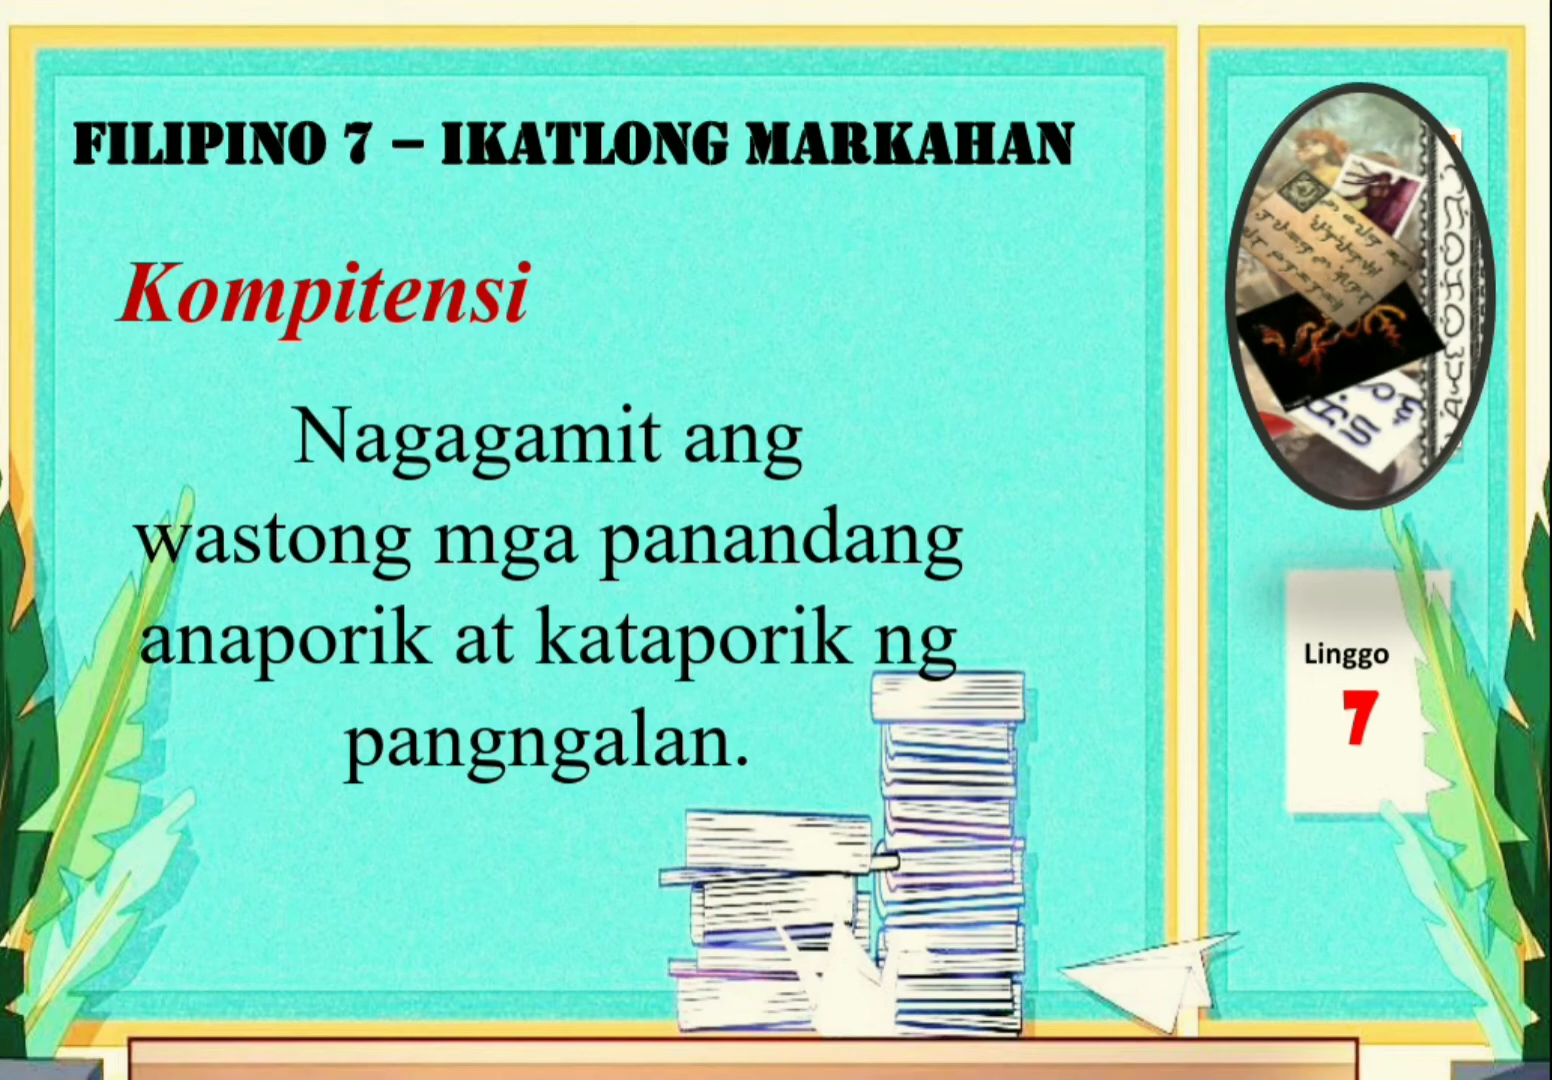 FILIPINO 7 – IKATLONG MARKAHAN
Kompitensi
Nagagamit ang
wastong mga panandang
anaporik at kataporik ng
pangngalan.
Linggo
7